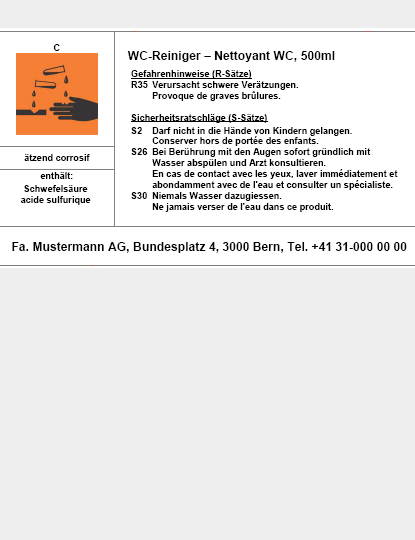 C
ätzend corrosif
enthält:
Schwefelsäure
acide sulfurique
WC-Reiniger – Nettoyant WC, 500ml
Gefahrenhinweise (R-Sätze)
R35 Verursacht schwere Verätzungen.
Provoque de graves brûlures.
Sicherheitsratschläge (S-Sätze)
S2 Darf nicht in die Hände von Kindern gelangen.
Conserver hors de portée des enfants.
S26 Bei Berührung mit den Augen sofort gründlich mit
Wasser abspülen und Arzt konsultieren.
En cas de contact avec les yeux, laver immédiatement et
abondamment avec de l'eau et consulter un spécialiste.
S30 Niemals Wasser dazugiessen.
Ne jamais verser de l'eau dans ce produit.
Fa. Mustermann AG, Bundesplatz 4, 3000 Bern, Tel. +41 31-000 00 00